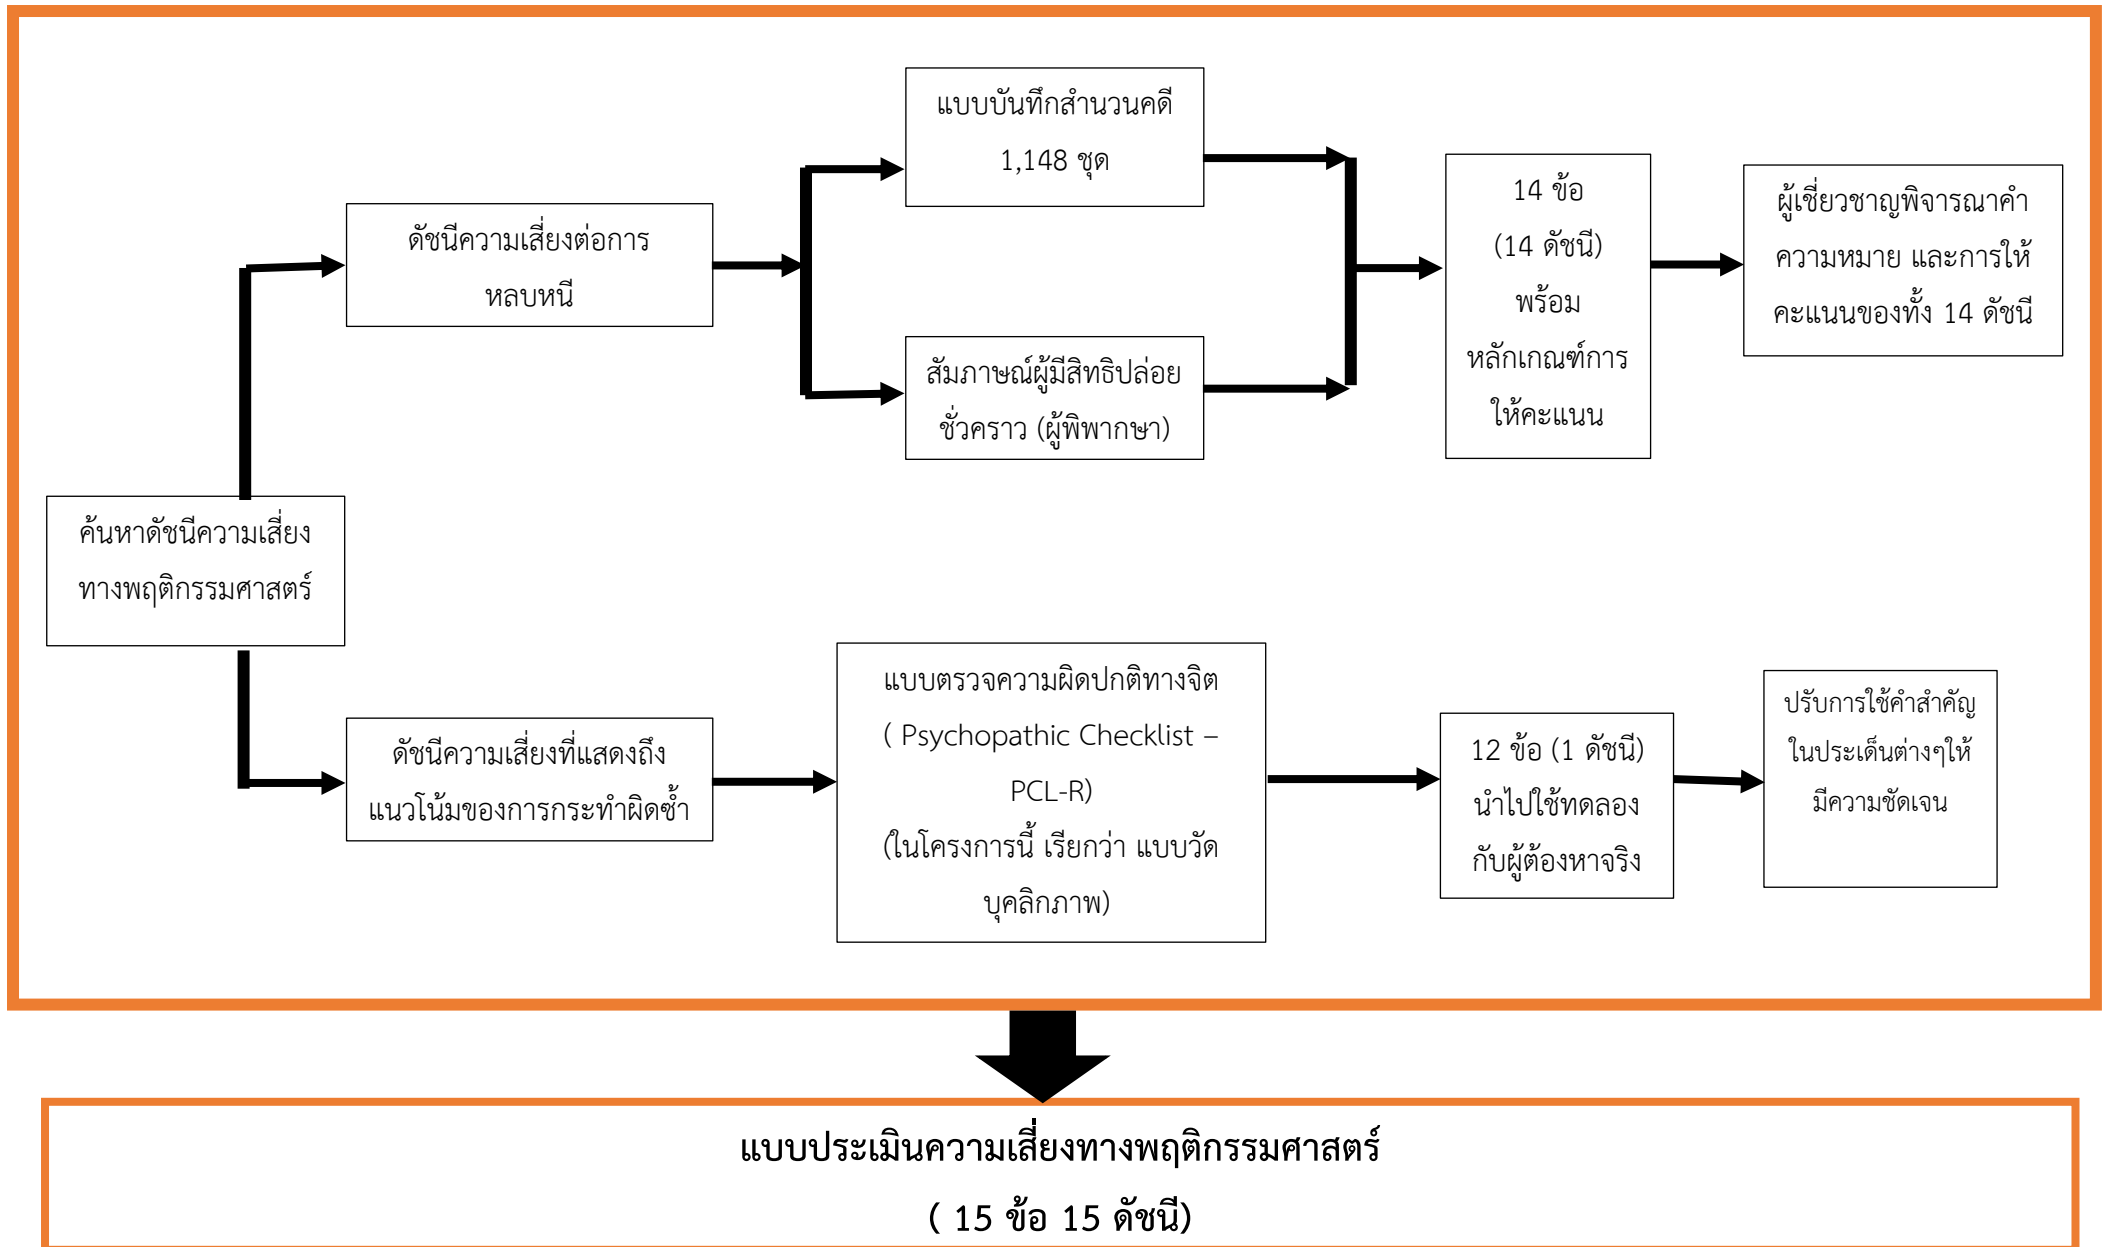 แบบบันทึกสำนวนคดี
1,148 ชุด
ดัชนีความเสี่ยงต่อการ
หลบหนี
สัมภาษณ์ผู้มีสิทธิปล่อย
ชั่วคราว (ผู้พิพากษา)
14 ข้อ
(14 ดัชนี)
พร้อม
หลักเกณฑ์การ
ให้คะแนน
ผู้เชี่ยวชาญพิจารณาคำ
ความหมาย และการให้
คะแนนของทั้ง 14 ดัชนี
ค้นหาดัชนีความเสี่ยง
ทางพฤติกรรมศาสตร์
ดัชนีความเสี่ยงที่แสดงถึง
แนวโน้มของการกระทำผิดซ้ำ
แบบตรวจความผิดปกติทางจิต
( Psychopathic Checklist –
PCL-R)
(ในโครงการนี้ เรียกว่า แบบวัด
บุคลิกภาพ)
12 ข้อ (1 ดัชนี)
นำไปใช้ทดลอง
กับผู้ต้องหาจริง
ปรับการใช้คำสำคัญ
ในประเด็นต่างๆให้
มีความชัดเจน
แบบประเมินความเสี่ยงทางพฤติกรรมศาสตร์
( 15 ข้อ 15 ดัชนี)